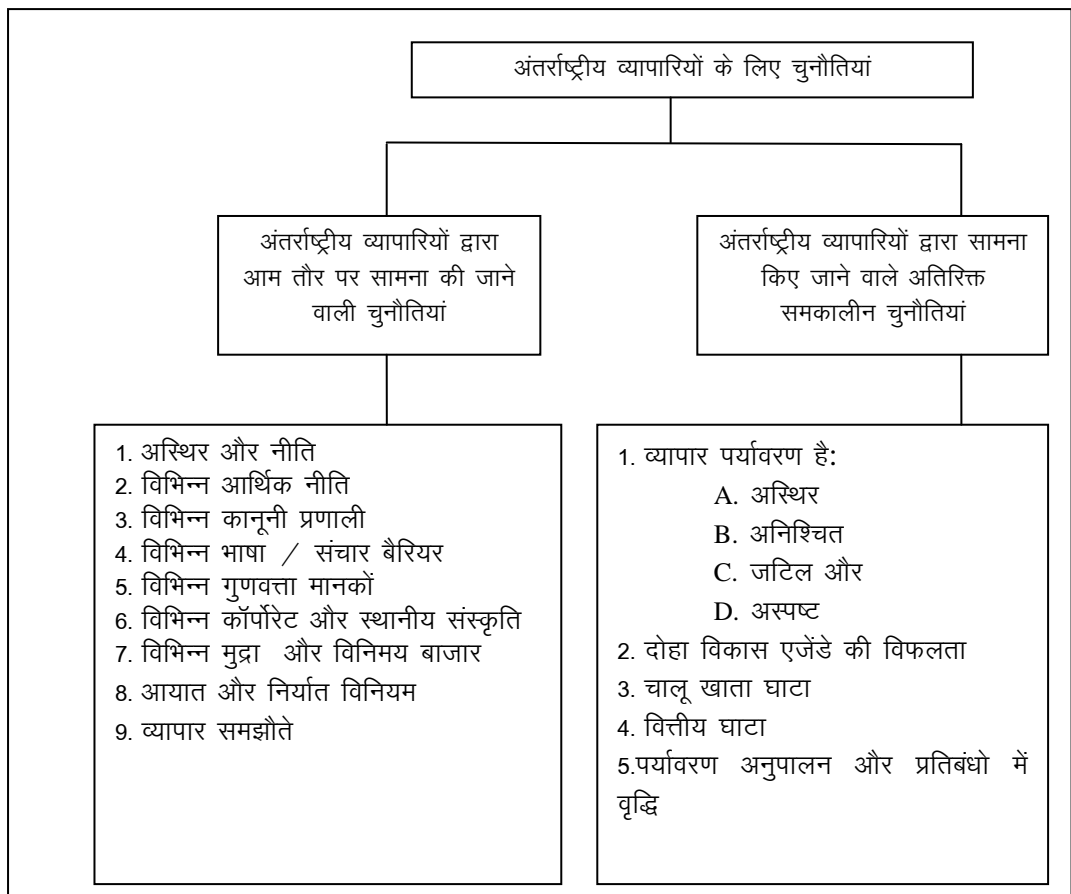 अंतर्राष्ट्रीय व्यापारियों के लिए चुनौतियां
अंतर्राष्ट्रीय व्यापारियों द्वारा
आम तौर पर सामना की जाने
वाली चुनौतियां
अंतर्राष्ट्रीय व्यापारियों द्वारा सामना
किए जाने वाले अतिरिक्त
समकालीन चुनौतियां
1. अस्थिर और नीति
2. विभिन्न आर्थिक नीति
3. विभिन्न कानूनी प्रणाली
4. विभिन्न भाषा / संचार बैरियर
5. विभिन्न गुणवत्ता मानकों
6. विभिन्न कॉर्पोरेट और स्थानीय संस्कृति
7. विभिन्न मुद्रा और विनिमय बाजार
8. आयात और निर्यात विनियम
9. व्यापार समझौते
1. व्यापार पर्यावरण है:
A. अस्थिर
B. अनिश्चित
C. जटिल और
D. अस्पष्ट
2. दोहा विकास एजेंडे की विफलता
3. चालू खाता घाटा
4. वित्तीय घाटा
5.पर्यावरण अनुपालन और प्रतिबंधो में
वृद्धि